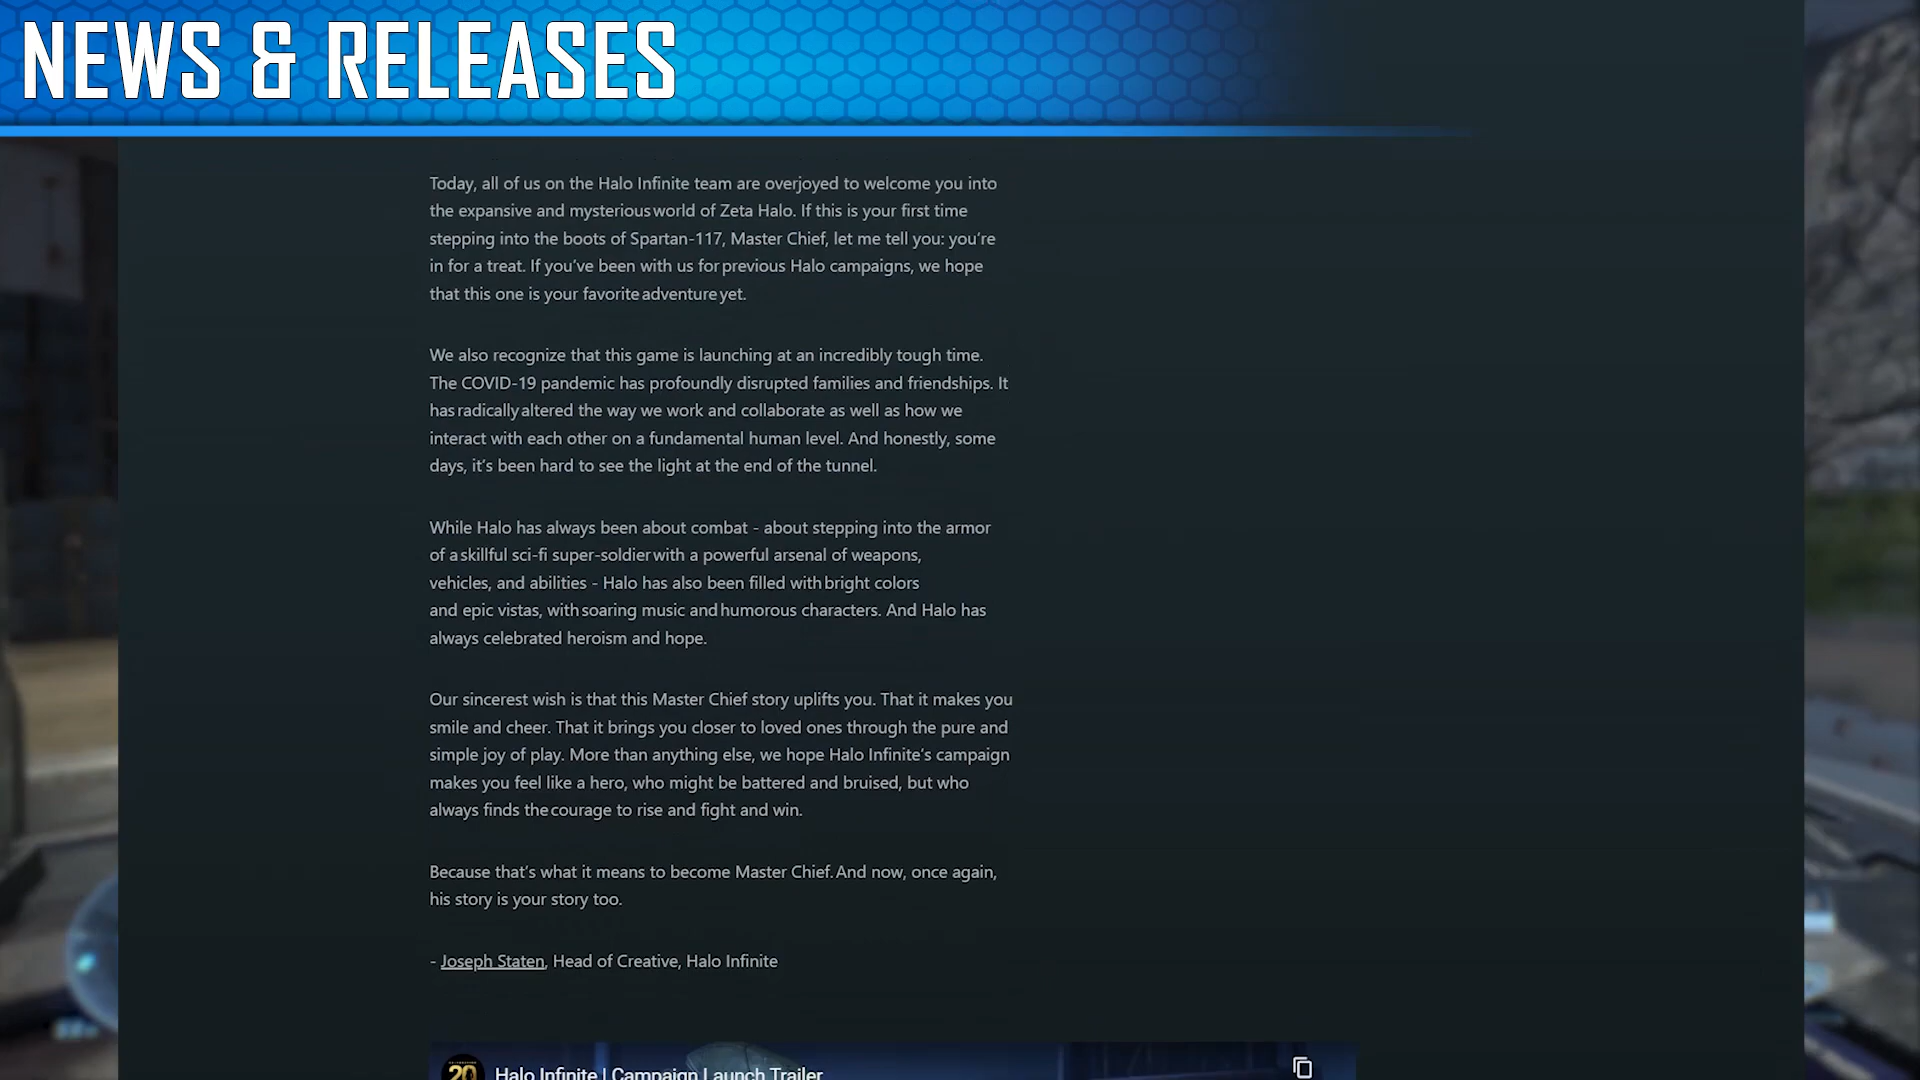 NEWS & RELEASES
Today, all of us on the Halo Infinite team are overjoyed to welcome you into
the expansive and mysterious world of Zeta Halo. If this is your first time
stepping into the boots of Spartan-117, Master Chief, let me tell you: you're
in for a treat. If you've been with us for previous Halo campaigns, we hope
that this one is your favorite adventure yet.
We also recognize that this game is launching at an incredibly tough time.
The COVID-19 pandemic has profoundly disrupted families and friendships. It
has radically altered the way we work and collaborate as well as how we
interact with each other on a fundamental human level. And honestly, some
days, it's been hard to see the light at the end of the tunnel.
While Halo has always been about combat - about stepping into the armor
of a skillful sci-fi super-soldier with a powerful arsenal of weapons,
vehicles, and abilities - Halo has also been filled with bright colors
and epic vistas, with soaring music and humorous characters. And Halo has
always celebrated heroism and hope.
Our sincerest wish is that this Master Chief story uplifts you. That it makes you
smile and cheer. That it brings you closer to loved ones through the pure and
simple joy of play. More than anything else, we hope Halo Infinite's campaign
makes you feel like a hero, who might be battered and bruised, but who
always finds the courage to rise and fight and win.
Because that's what it means to become Master Chief. And now, once again,
his story is your story too.
- Joseph Staten, Head of Creative, Halo Infinite
20
Halo Infinite | Campaign Launch Trailer